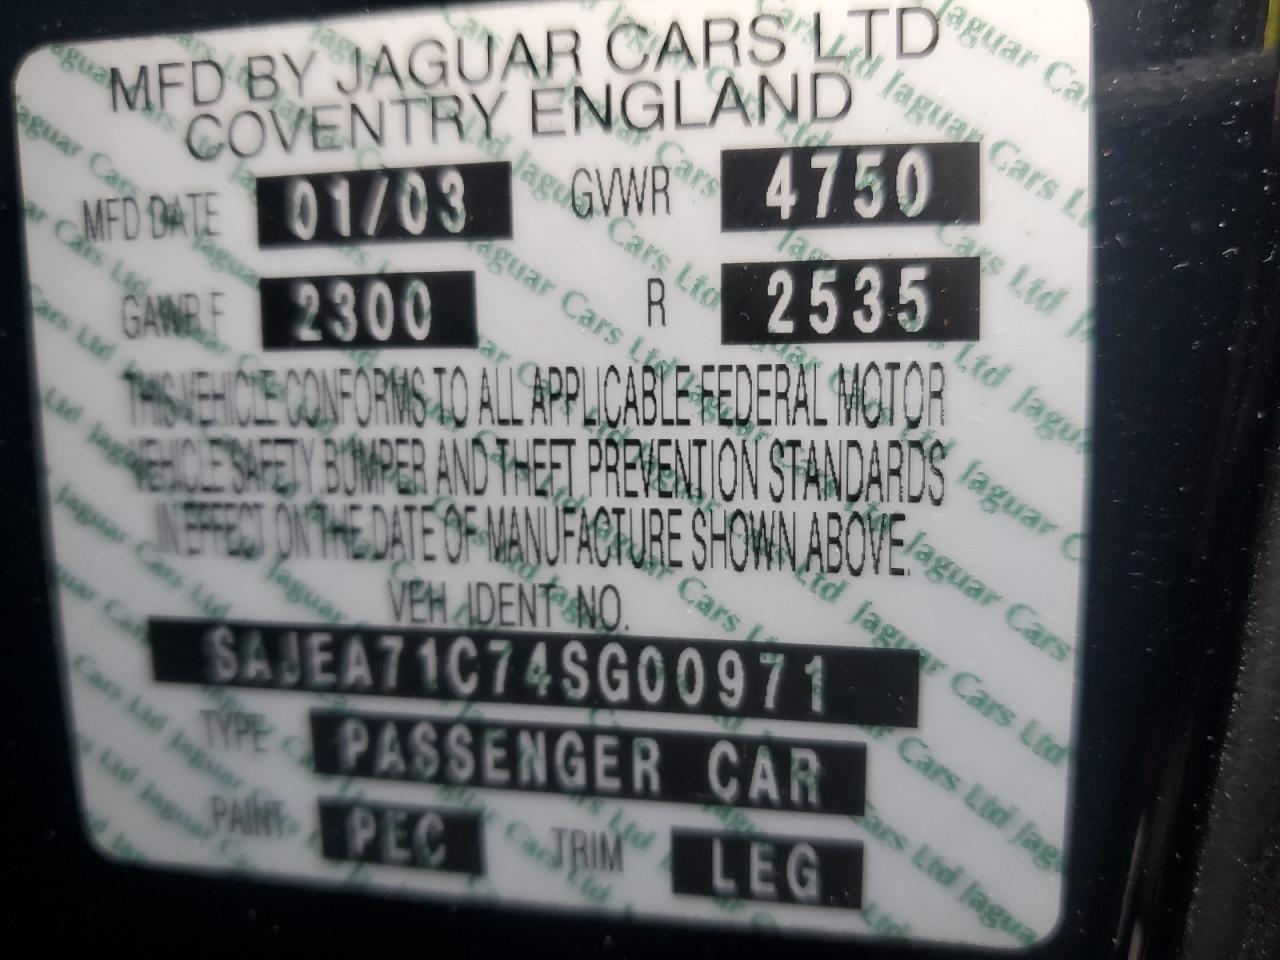 MFD BY JAGUAR CARS LTD
COVENTRY ENGLAND
MFD DATE 01/03 GVWR 4750
GAWR F 2300 R 2535
THIS VEHICLE CONFORMS TO ALL APPLICABLE FEDERAL MOTOR
VEHICLE SAFETY BUMPER AND THEFT PREVENTION STANDARDS
IN EFFECT ON THE DATE OF MANUFACTURE SHOWN ABOVE.
VEH IDENT NO.
SAJEA71C74SG00971
TYPE PASSENGER CAR
PAINT PEC TRIM LEG